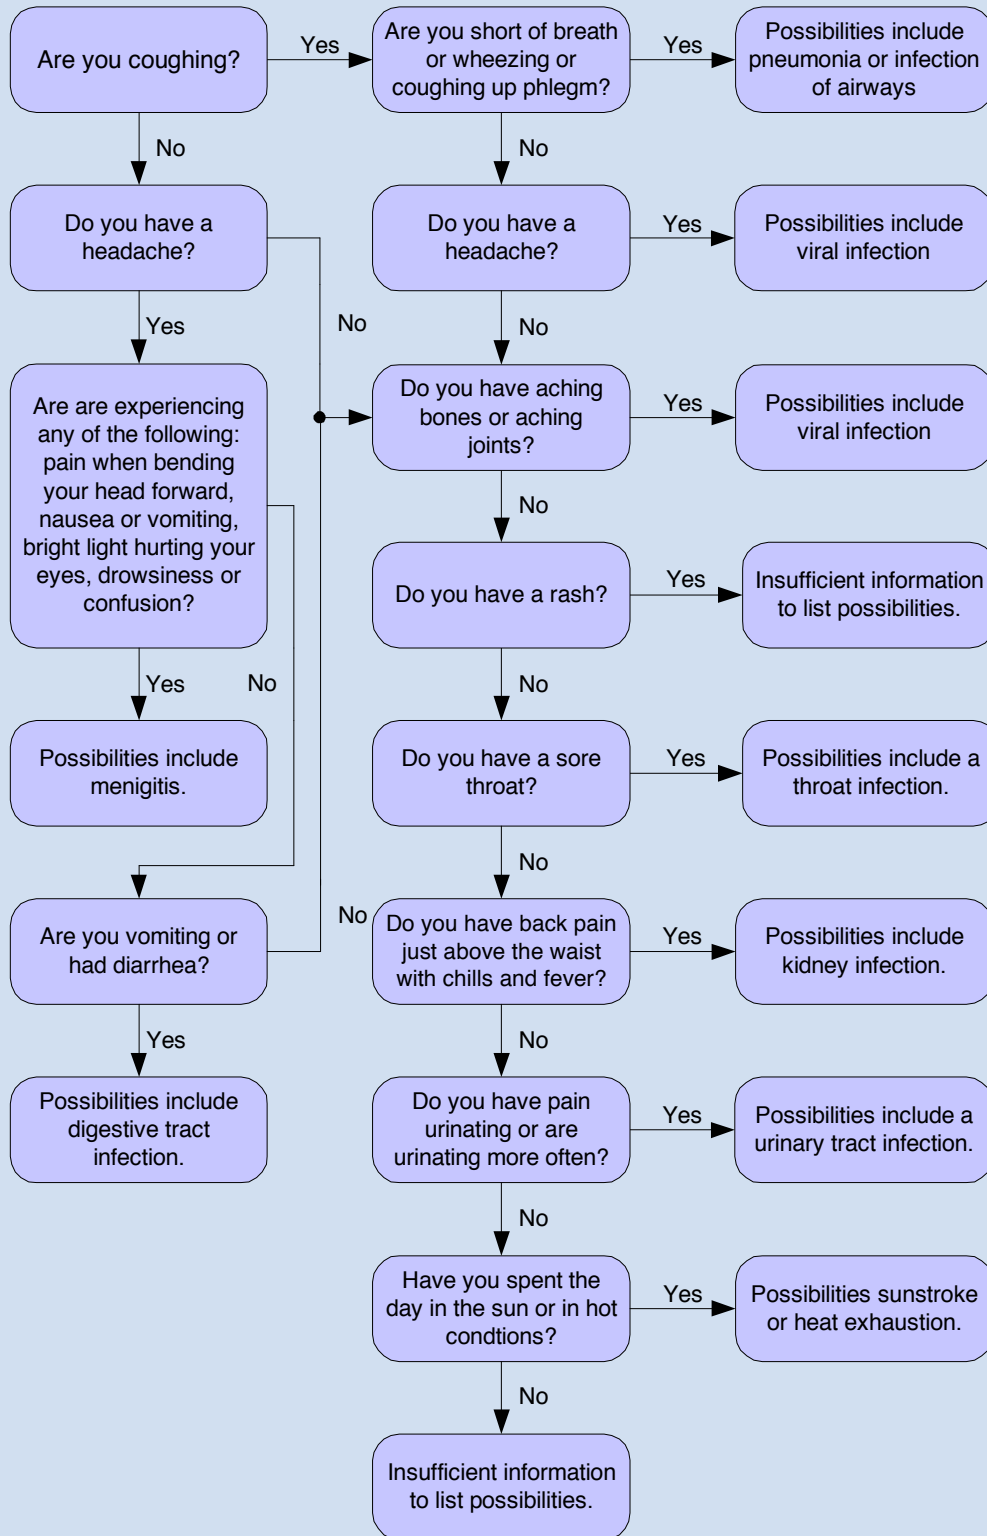 Are you coughing?
Yes
Are you short of breath
or wheezing or
coughing up phlegm?
Yes
Possibilities include
pneumonia or infection
of airways
No
No
Do you have a
headache?
Do you have a
headache?
Yes
Possibilities include
viral infection
Yes
No
No
Are are experiencing
any of the following:
pain when bending
your head forward,
nausea or vomiting,
bright light hurting your
eyes, drowsiness or
confusion?
Do you have aching
bones or aching
joints?
Yes
Possibilities include
viral infection
No
Do you have a rash?
Yes
Insufficient information
to list possibilities.
Yes
No
No
Possibilities include
menigitis.
Do you have a sore
throat?
Yes
Possibilities include a
throat infection.
No
Are you vomiting or
had diarrhea?
No
Do you have back pain
just above the waist
with chills and fever?
Yes
Possibilities include
kidney infection.
Yes
No
Possibilities include
digestive tract
infection.
Do you have pain
urinating or are
urinating more often?
Yes
Possibilities include a
urinary tract infection.
No
Have you spent the
day in the sun or in hot
condtions?
Yes
Possibilities sunstroke
or heat exhaustion.
No
Insufficient information
to list possibilities.